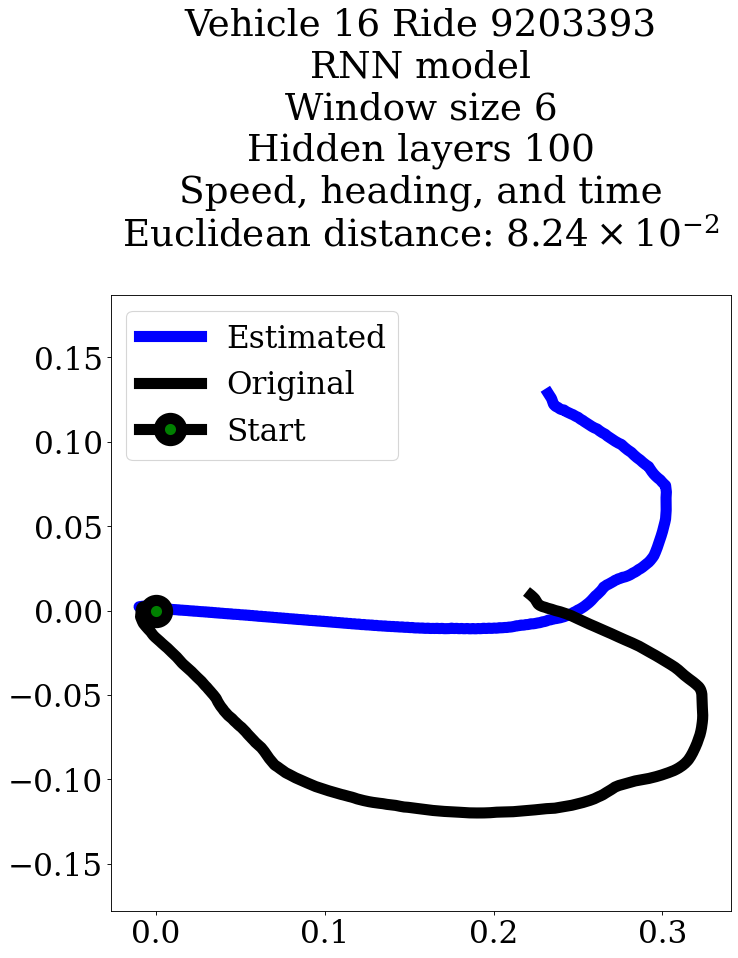 Vehicle 16 Ride 9203393
RNN model
Window size 6
Hidden layers 100
Speed, heading, and time
Euclidean distance: 8.24 × 10⁻²
Estimated
Original
Start
0.15
0.10
0.05
0.00
−0.05
−0.10
−0.15
0.0 0.1 0.2 0.3